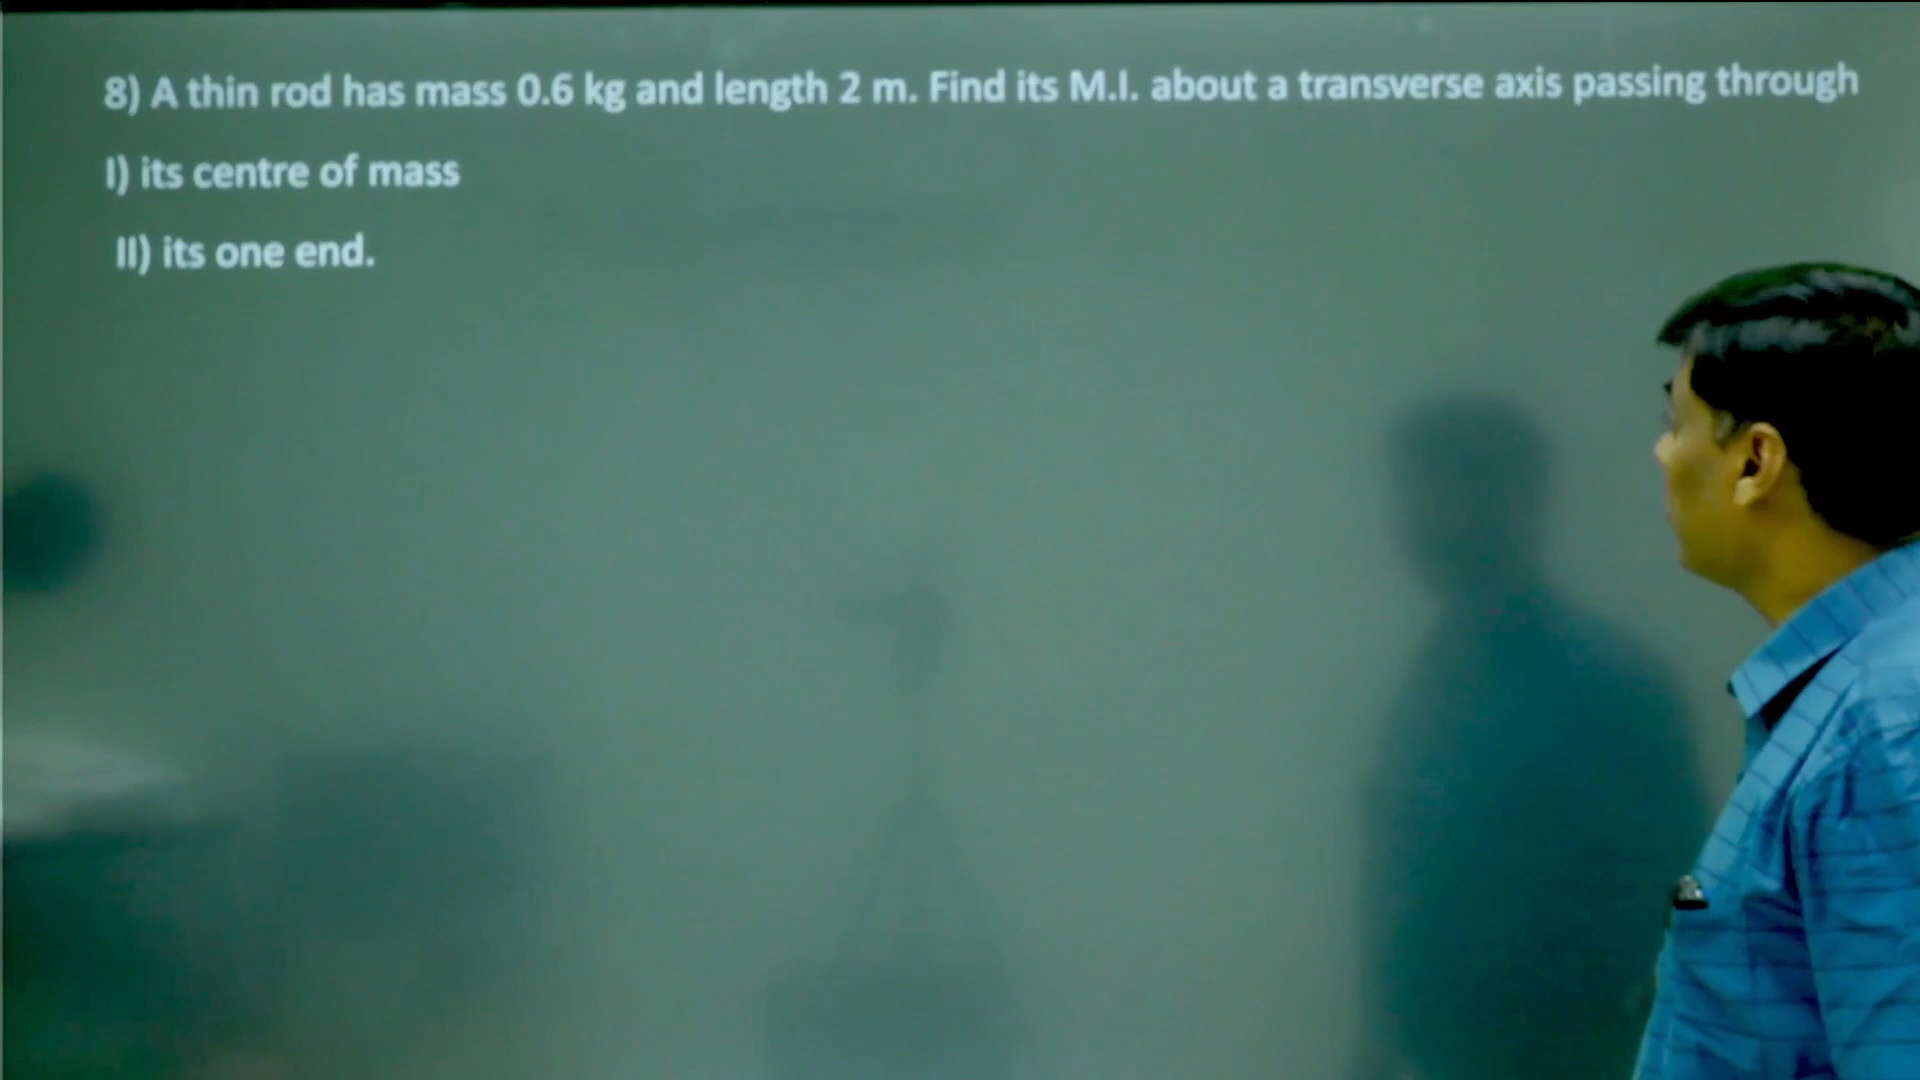 8) A thin rod has mass 0.6 kg and length 2 m. Find its M.I. about a transverse axis passing through
I) its centre of mass
II) its one end.